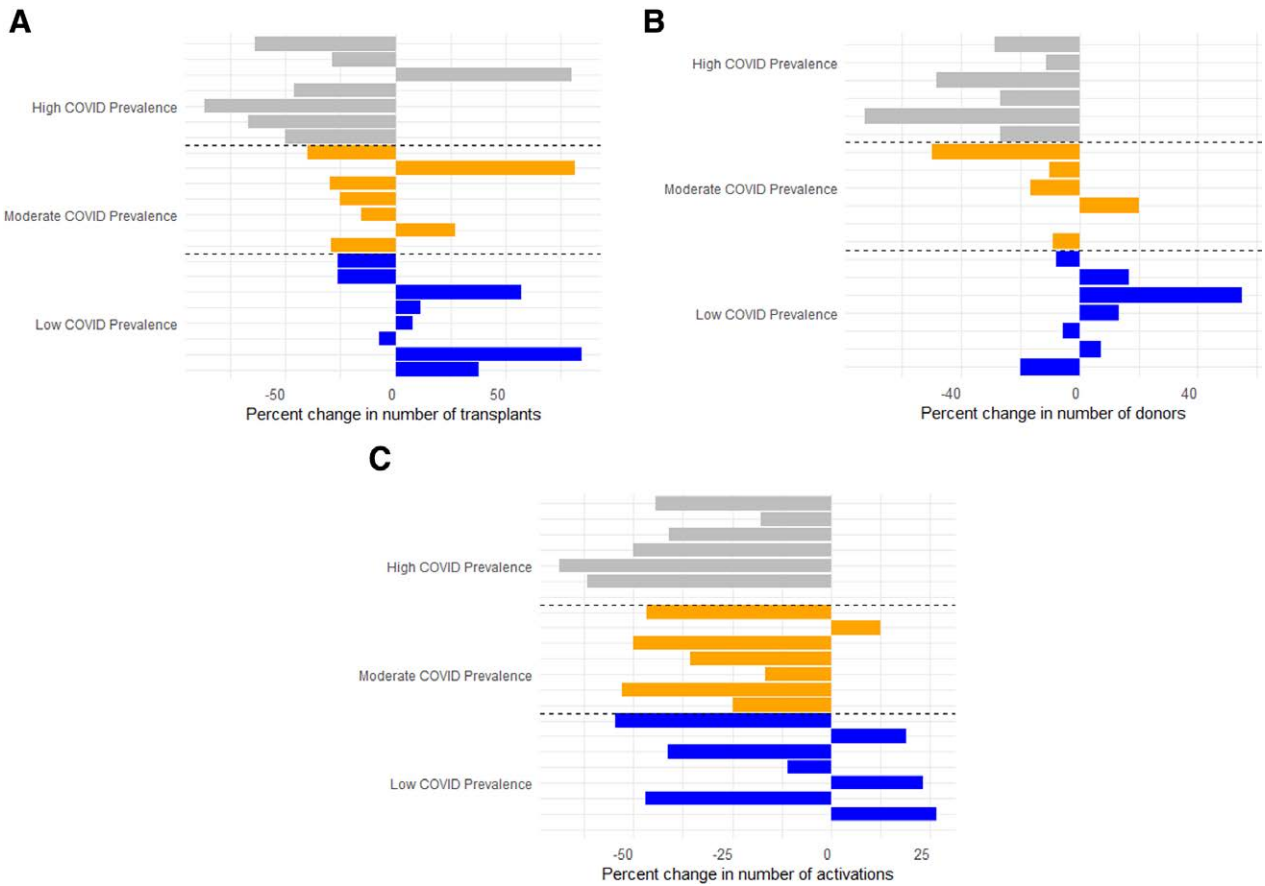 A
High COVID Prevalence
Moderate COVID Prevalence
Low COVID Prevalence
-50 0 50
Percent change in number of transplants
B
High COVID Prevalence
Moderate COVID Prevalence
Low COVID Prevalence
-40 0 40
Percent change in number of donors
C
High COVID Prevalence
Moderate COVID Prevalence
Low COVID Prevalence
-50 -25 0 25
Percent change in number of activations